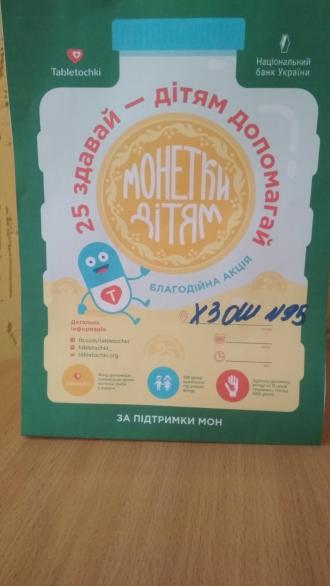 Tabletochki
Національний
банк України
25 здавай — дітям допомагай
МОНЕТКИ
ДІТЯМ
БЛАГОДІЙНА АКЦІЯ
ХЗОШ №95
Детальна
інформація
fb.com/Tabletochki
tabletochki_
tabletochki.org
ЗА ПІДТРИМКИ МОН